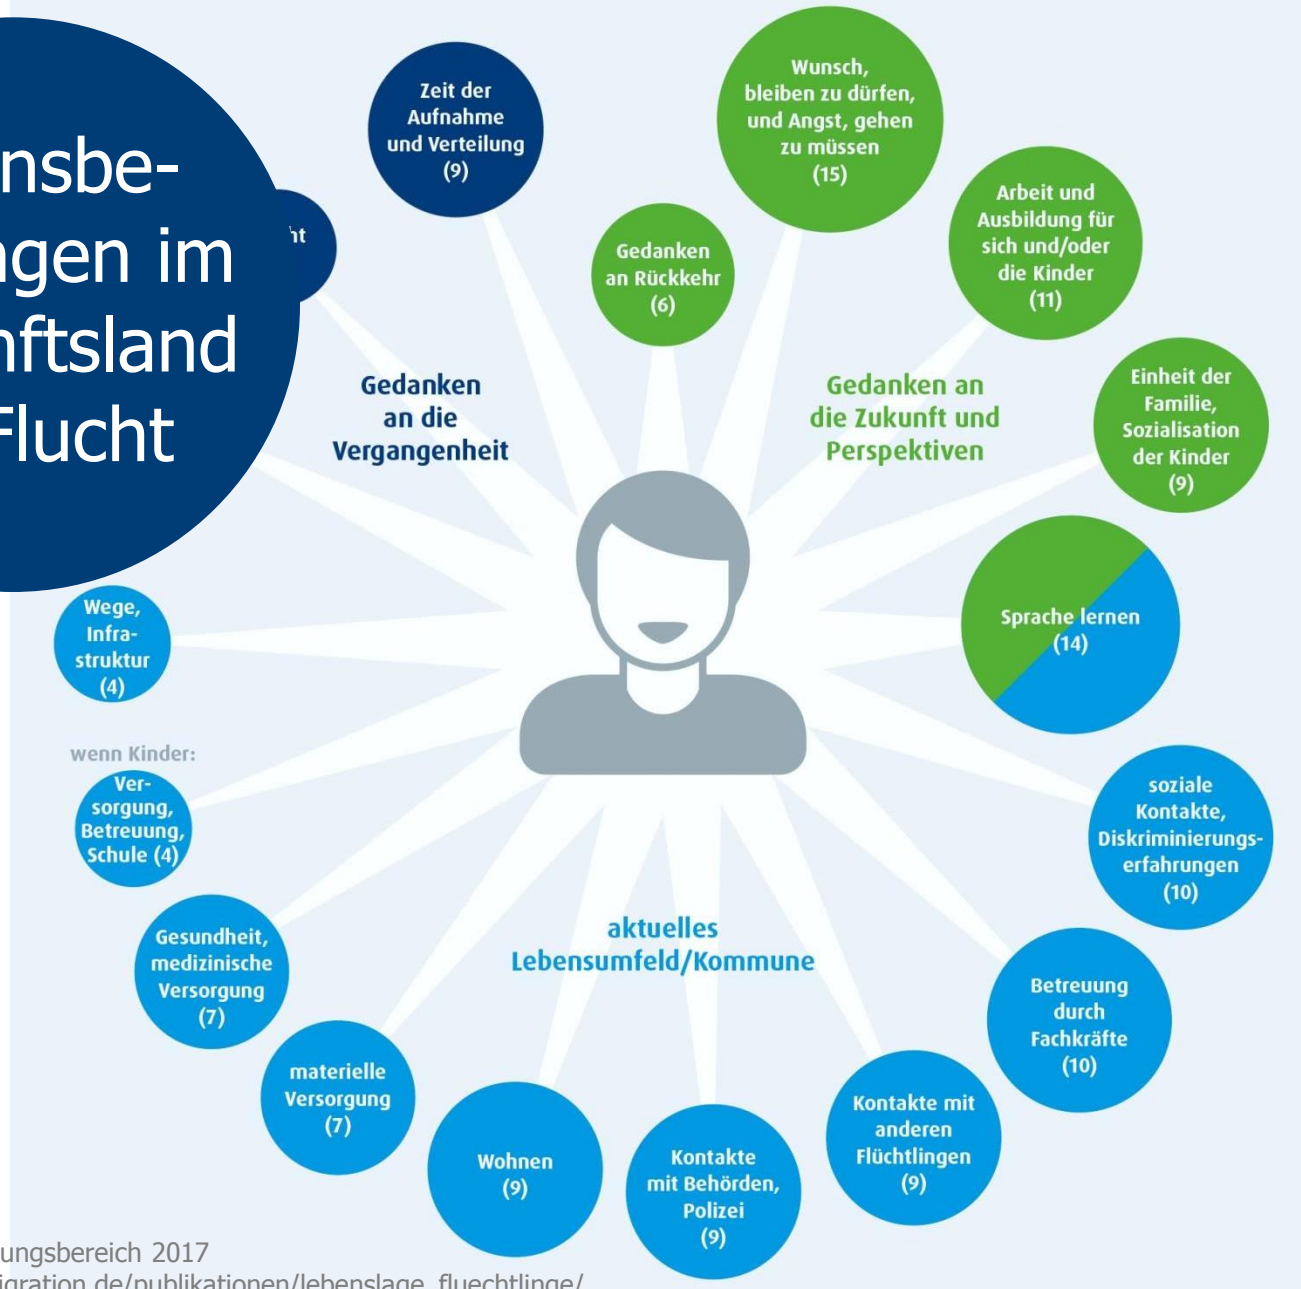 nsbe-
ngen im
nftsland
Flucht
ht
Zeit der
Aufnahme
und Verteilung
(9)
Gedanken
an die
Vergangenheit
Gedanken
an Rückkehr
(6)
Wunsch,
bleiben zu dürfen,
und Angst, gehen
zu müssen
(15)
Arbeit und
Ausbildung für
sich und/oder
die Kinder
(11)
Gedanken an
die Zukunft und
Perspektiven
Einheit der
Familie,
Sozialisation
der Kinder
(9)
Sprache lernen
(14)
soziale
Kontakte,
Diskriminierungs-
erfahrungen
(10)
Betreuung
durch
Fachkräfte
(10)
Kontakte mit
anderen
Flüchtlingen
(9)
Kontakte
mit Behörden,
Polizei
(9)
Wohnen
(9)
materielle
Versorgung
(7)
Gesundheit,
medizinische
Versorgung
(7)
wenn Kinder:
Ver-
sorgung,
Betreuung,
Schule (4)
Wege,
Infra-
struktur
(4)
aktuelles
Lebensumfeld/Kommune
ungsbereich 2017
igration.de/publikationen/lebenslage_fluechtlinge/